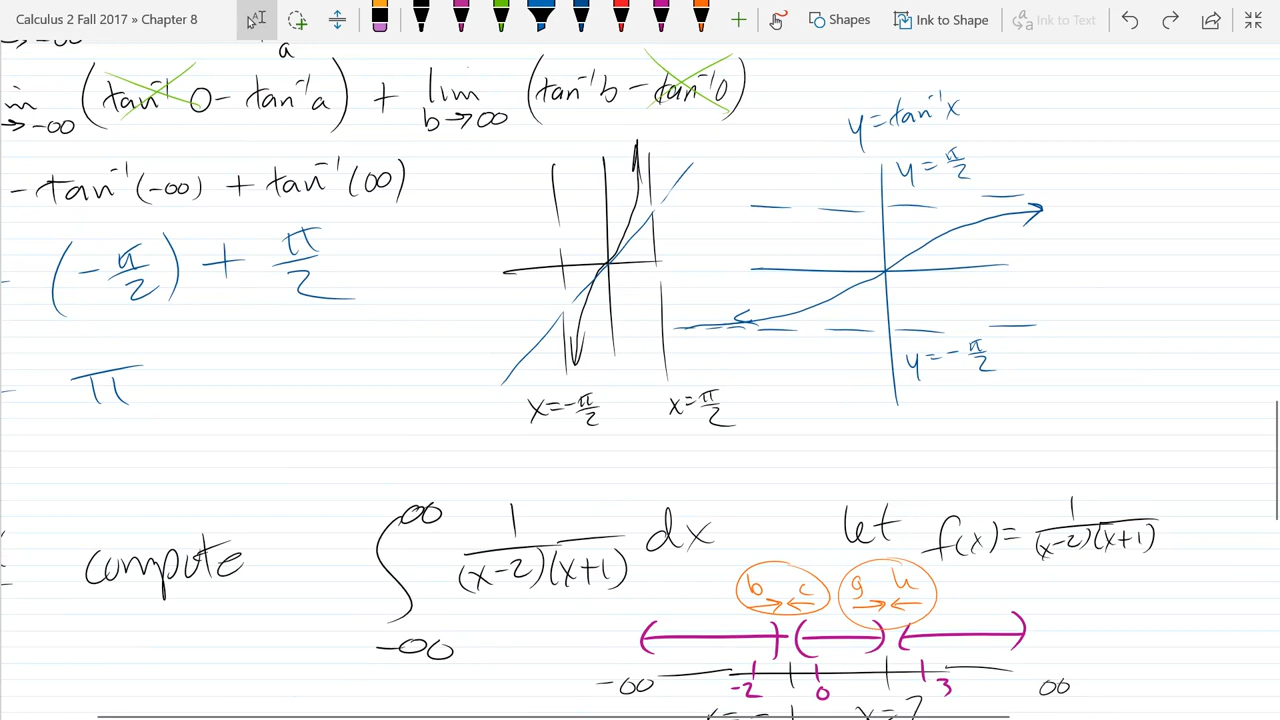 Calculus 2 Fall 2017 » Chapter 8
Shapes
Ink to Shape
Ink to Text
a
→-∞ (tan⁻¹0 - tan⁻¹a) + lim b→∞ (tan⁻¹b - tan⁻¹0)
- tan⁻¹(-∞) + tan⁻¹(∞)
(-π/2) + π/2
π
x=-π/2
x=π/2
y=tan⁻¹x
y=π/2
y=-π/2
compute ∫_{-∞}^{∞} 1/((x-2)(x+1)) dx
let f(x)= 1/((x-2)(x+1))
b c g h
-∞ -2 0 3 ∞